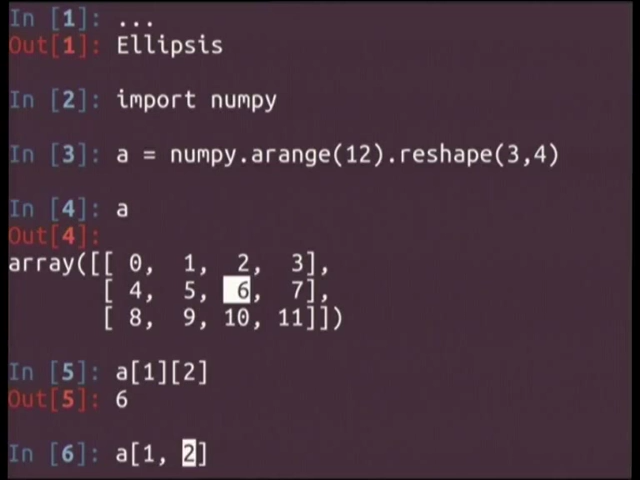 In [1]: ...
Out[1]: Ellipsis
In [2]: import numpy
In [3]: a = numpy.arange(12).reshape(3,4)
In [4]: a
Out[4]:
array([[ 0,  1,  2,  3],
       [ 4,  5,  6,  7],
       [ 8,  9, 10, 11]])
In [5]: a[1][2]
Out[5]: 6
In [6]: a[1, 2]